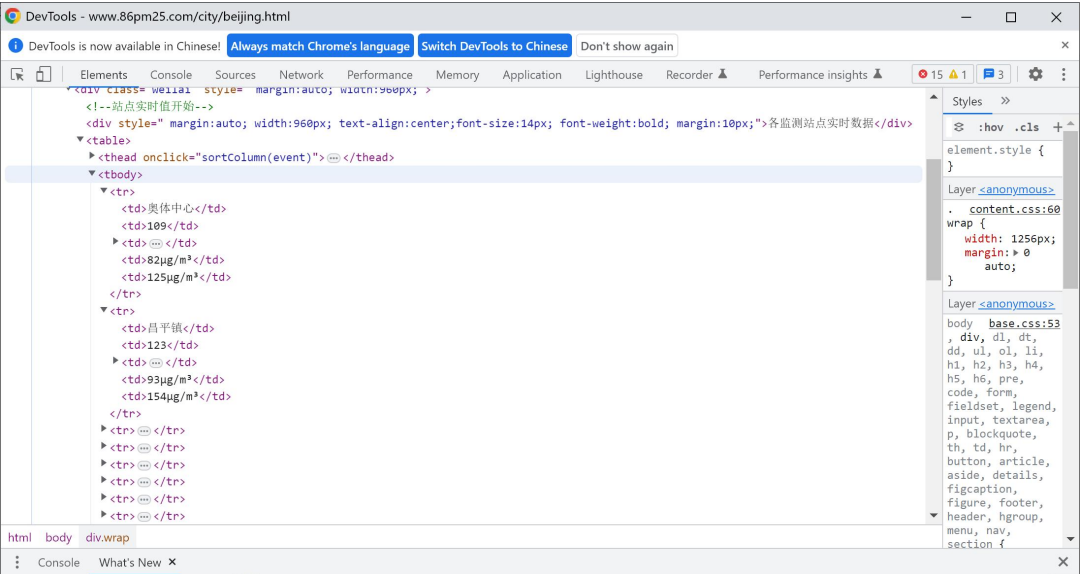 DevTools - www.86pm25.com/city/beijing.html
DevTools is now available in Chinese! Always match Chrome's language Switch DevTools to Chinese Don't show again
Elements Console Sources Network Performance Memory Application Lighthouse Recorder Performance insights 15 1 3
<div class="weilai" style=" margin:auto; width:960px;">
<!--站点实时值开始-->
<div style=" margin:auto; width:960px; text-align:center;font-size:14px; font-weight:bold; margin:10px;">各监测站点实时数据</div>
<table>
<thead onclick="sortColumn(event)">…</thead>
<tbody>
<tr>
<td>奥体中心</td>
<td>109</td>
<td>…</td>
<td>82μg/m³</td>
<td>125μg/m³</td>
</tr>
<tr>
<td>昌平镇</td>
<td>123</td>
<td>…</td>
<td>93μg/m³</td>
<td>154μg/m³</td>
</tr>
<tr>…</tr>
<tr>…</tr>
<tr>…</tr>
<tr>…</tr>
<tr>…</tr>
<tr>…</tr>
html body div.wrap
Styles
:hov .cls +
element.style {
}
Layer <anonymous>
. content.css:60
wrap {
width: 1256px;
margin: 0
auto;
}
Layer <anonymous>
body base.css:53
, div, dl, dt,
dd, ul, ol, li,
h1, h2, h3, h4,
h5, h6, pre,
code, form,
fieldset, legend,
input, textarea,
p, blockquote,
th, td, hr,
button, article,
aside, details,
figcaption,
figure, footer,
header, hgroup,
menu, nav,
section {
Console What's New